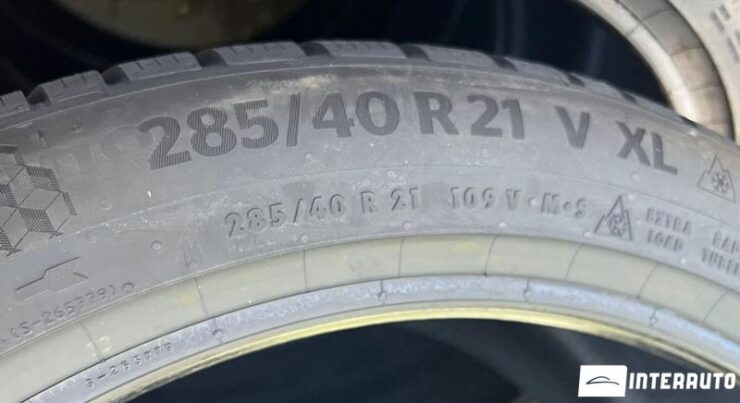 285/40 R 21 V XL
285/40 R 21 109 V · M+S EXTRA LOAD
INTERAUTO